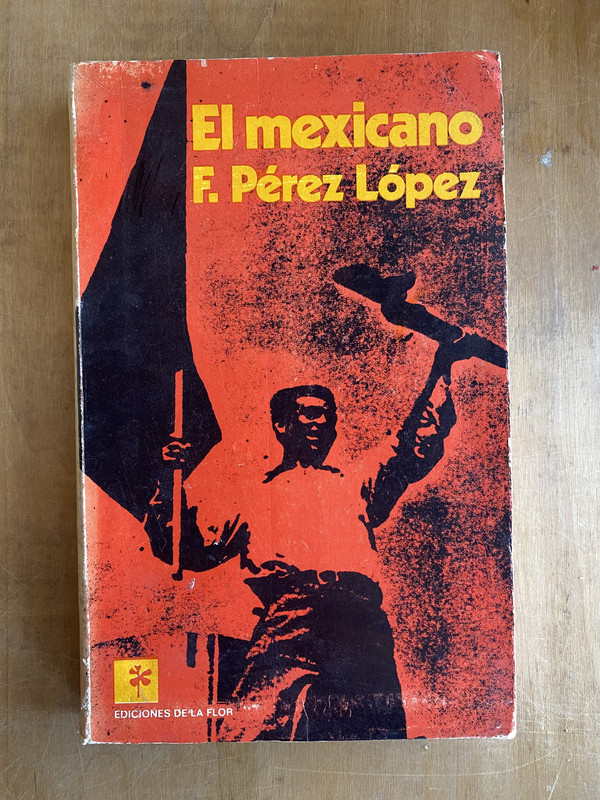 El mexicano
F. Pérez López
EDICIONES DE LA FLOR